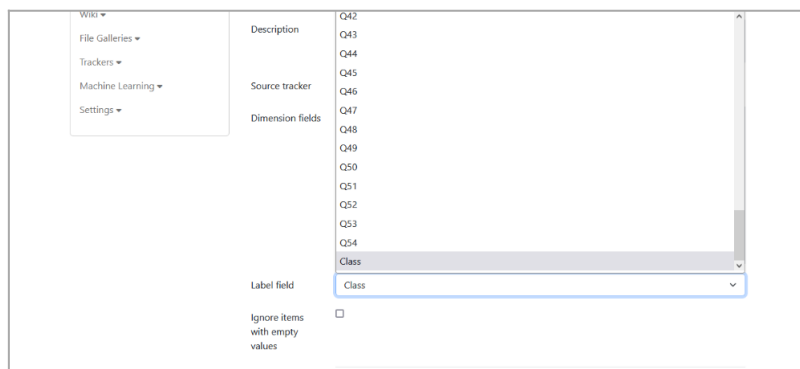 Wiki
File Galleries
Trackers
Machine Learning
Settings
Description
Source tracker
Dimension fields
Q42
Q43
Q44
Q45
Q46
Q47
Q48
Q49
Q50
Q51
Q52
Q53
Q54
Class
Label field
Class
Ignore items
with empty
values